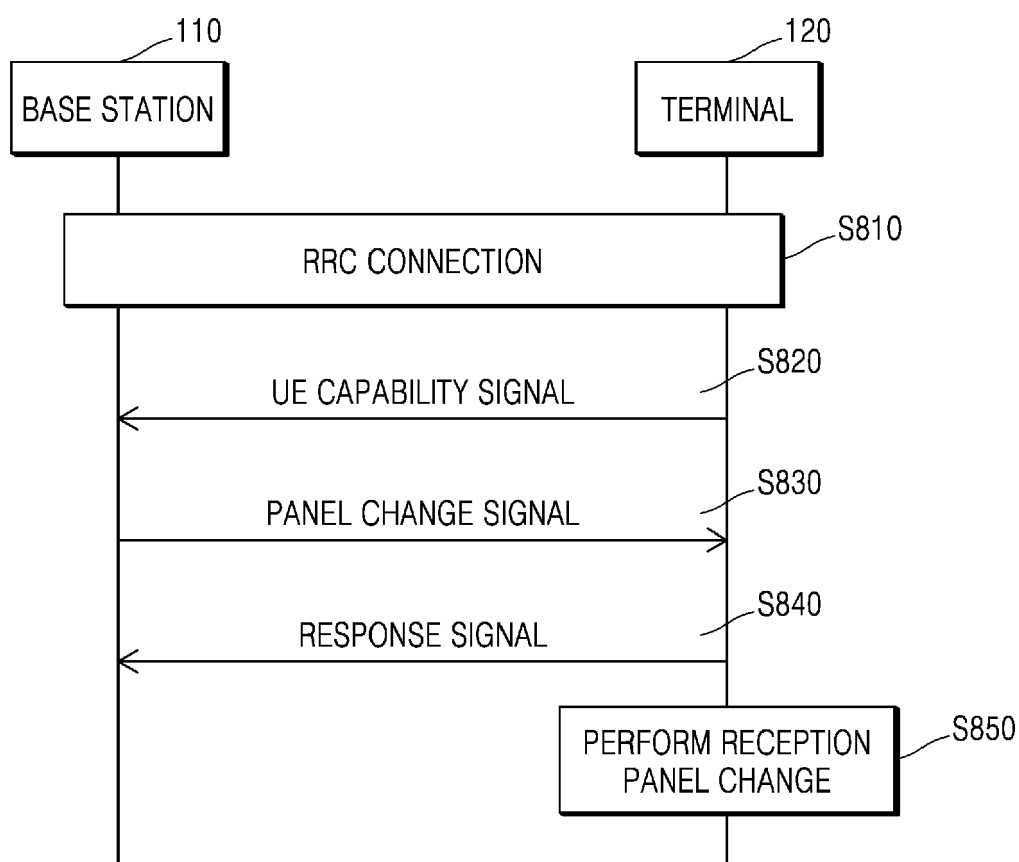 110
120
BASE STATION
TERMINAL
S810
RRC CONNECTION
S820
UE CAPABILITY SIGNAL
S830
PANEL CHANGE SIGNAL
S840
RESPONSE SIGNAL
S850
PERFORM RECEPTION
PANEL CHANGE